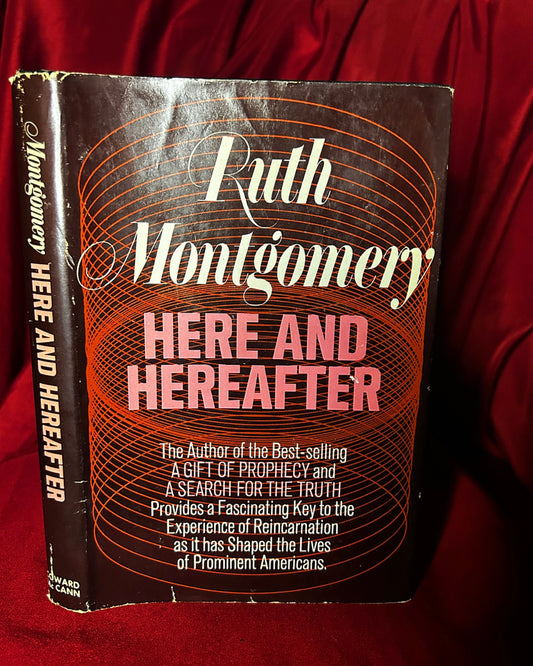 Montgomery HERE AND HEREAFTER
OWARD
CANN
Ruth
Montgomery
HERE AND
HEREAFTER
The Author of the Best-selling
A GIFT OF PROPHECY and
A SEARCH FOR THE TRUTH
Provides a Fascinating Key to the
Experience of Reincarnation
as it has Shaped the Lives
of Prominent Americans.